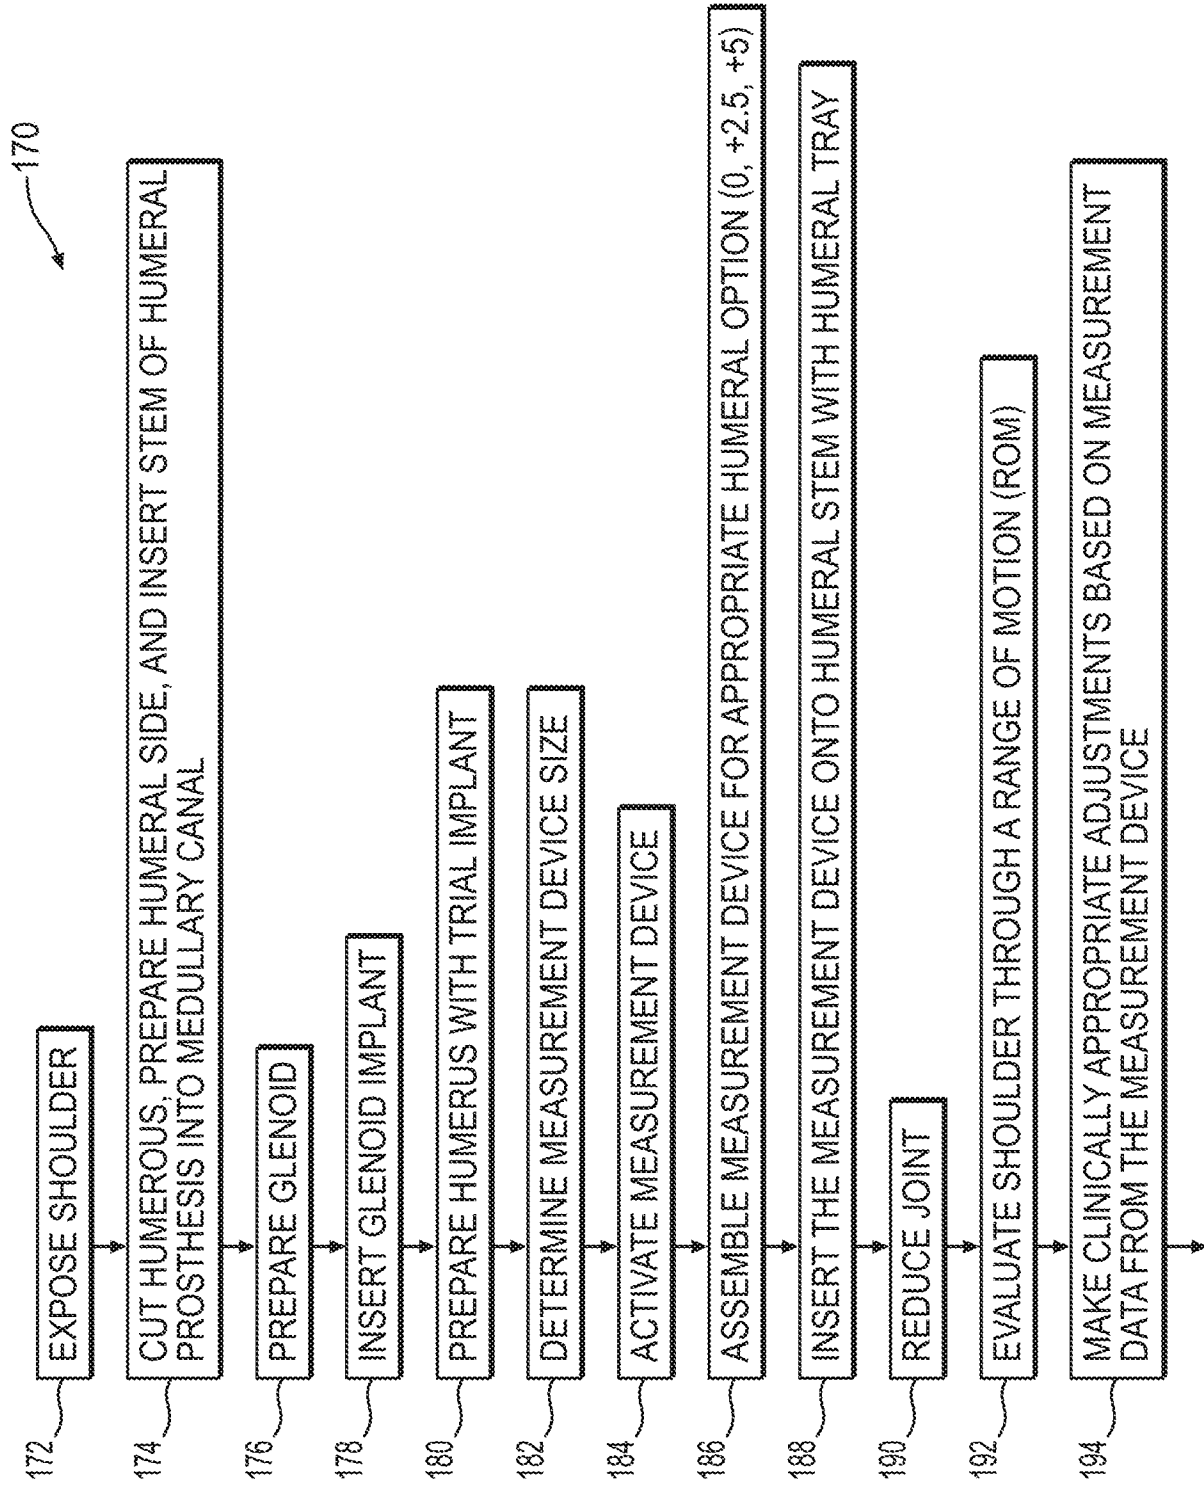 170
172
EXPOSE SHOULDER
174
CUT HUMEROUS, PREPARE HUMERAL SIDE, AND INSERT STEM OF HUMERAL
PROSTHESIS INTO MEDULLARY CANAL
176
PREPARE GLENOID
178
INSERT GLENOID IMPLANT
180
PREPARE HUMERUS WITH TRIAL IMPLANT
182
DETERMINE MEASUREMENT DEVICE SIZE
184
ACTIVATE MEASUREMENT DEVICE
186
ASSEMBLE MEASUREMENT DEVICE FOR APPROPRIATE HUMERAL OPTION (0, +2.5, +5)
188
INSERT THE MEASUREMENT DEVICE ONTO HUMERAL STEM WITH HUMERAL TRAY
190
REDUCE JOINT
192
EVALUATE SHOULDER THROUGH A RANGE OF MOTION (ROM)
194
MAKE CLINICALLY APPROPRIATE ADJUSTMENTS BASED ON MEASUREMENT
DATA FROM THE MEASUREMENT DEVICE